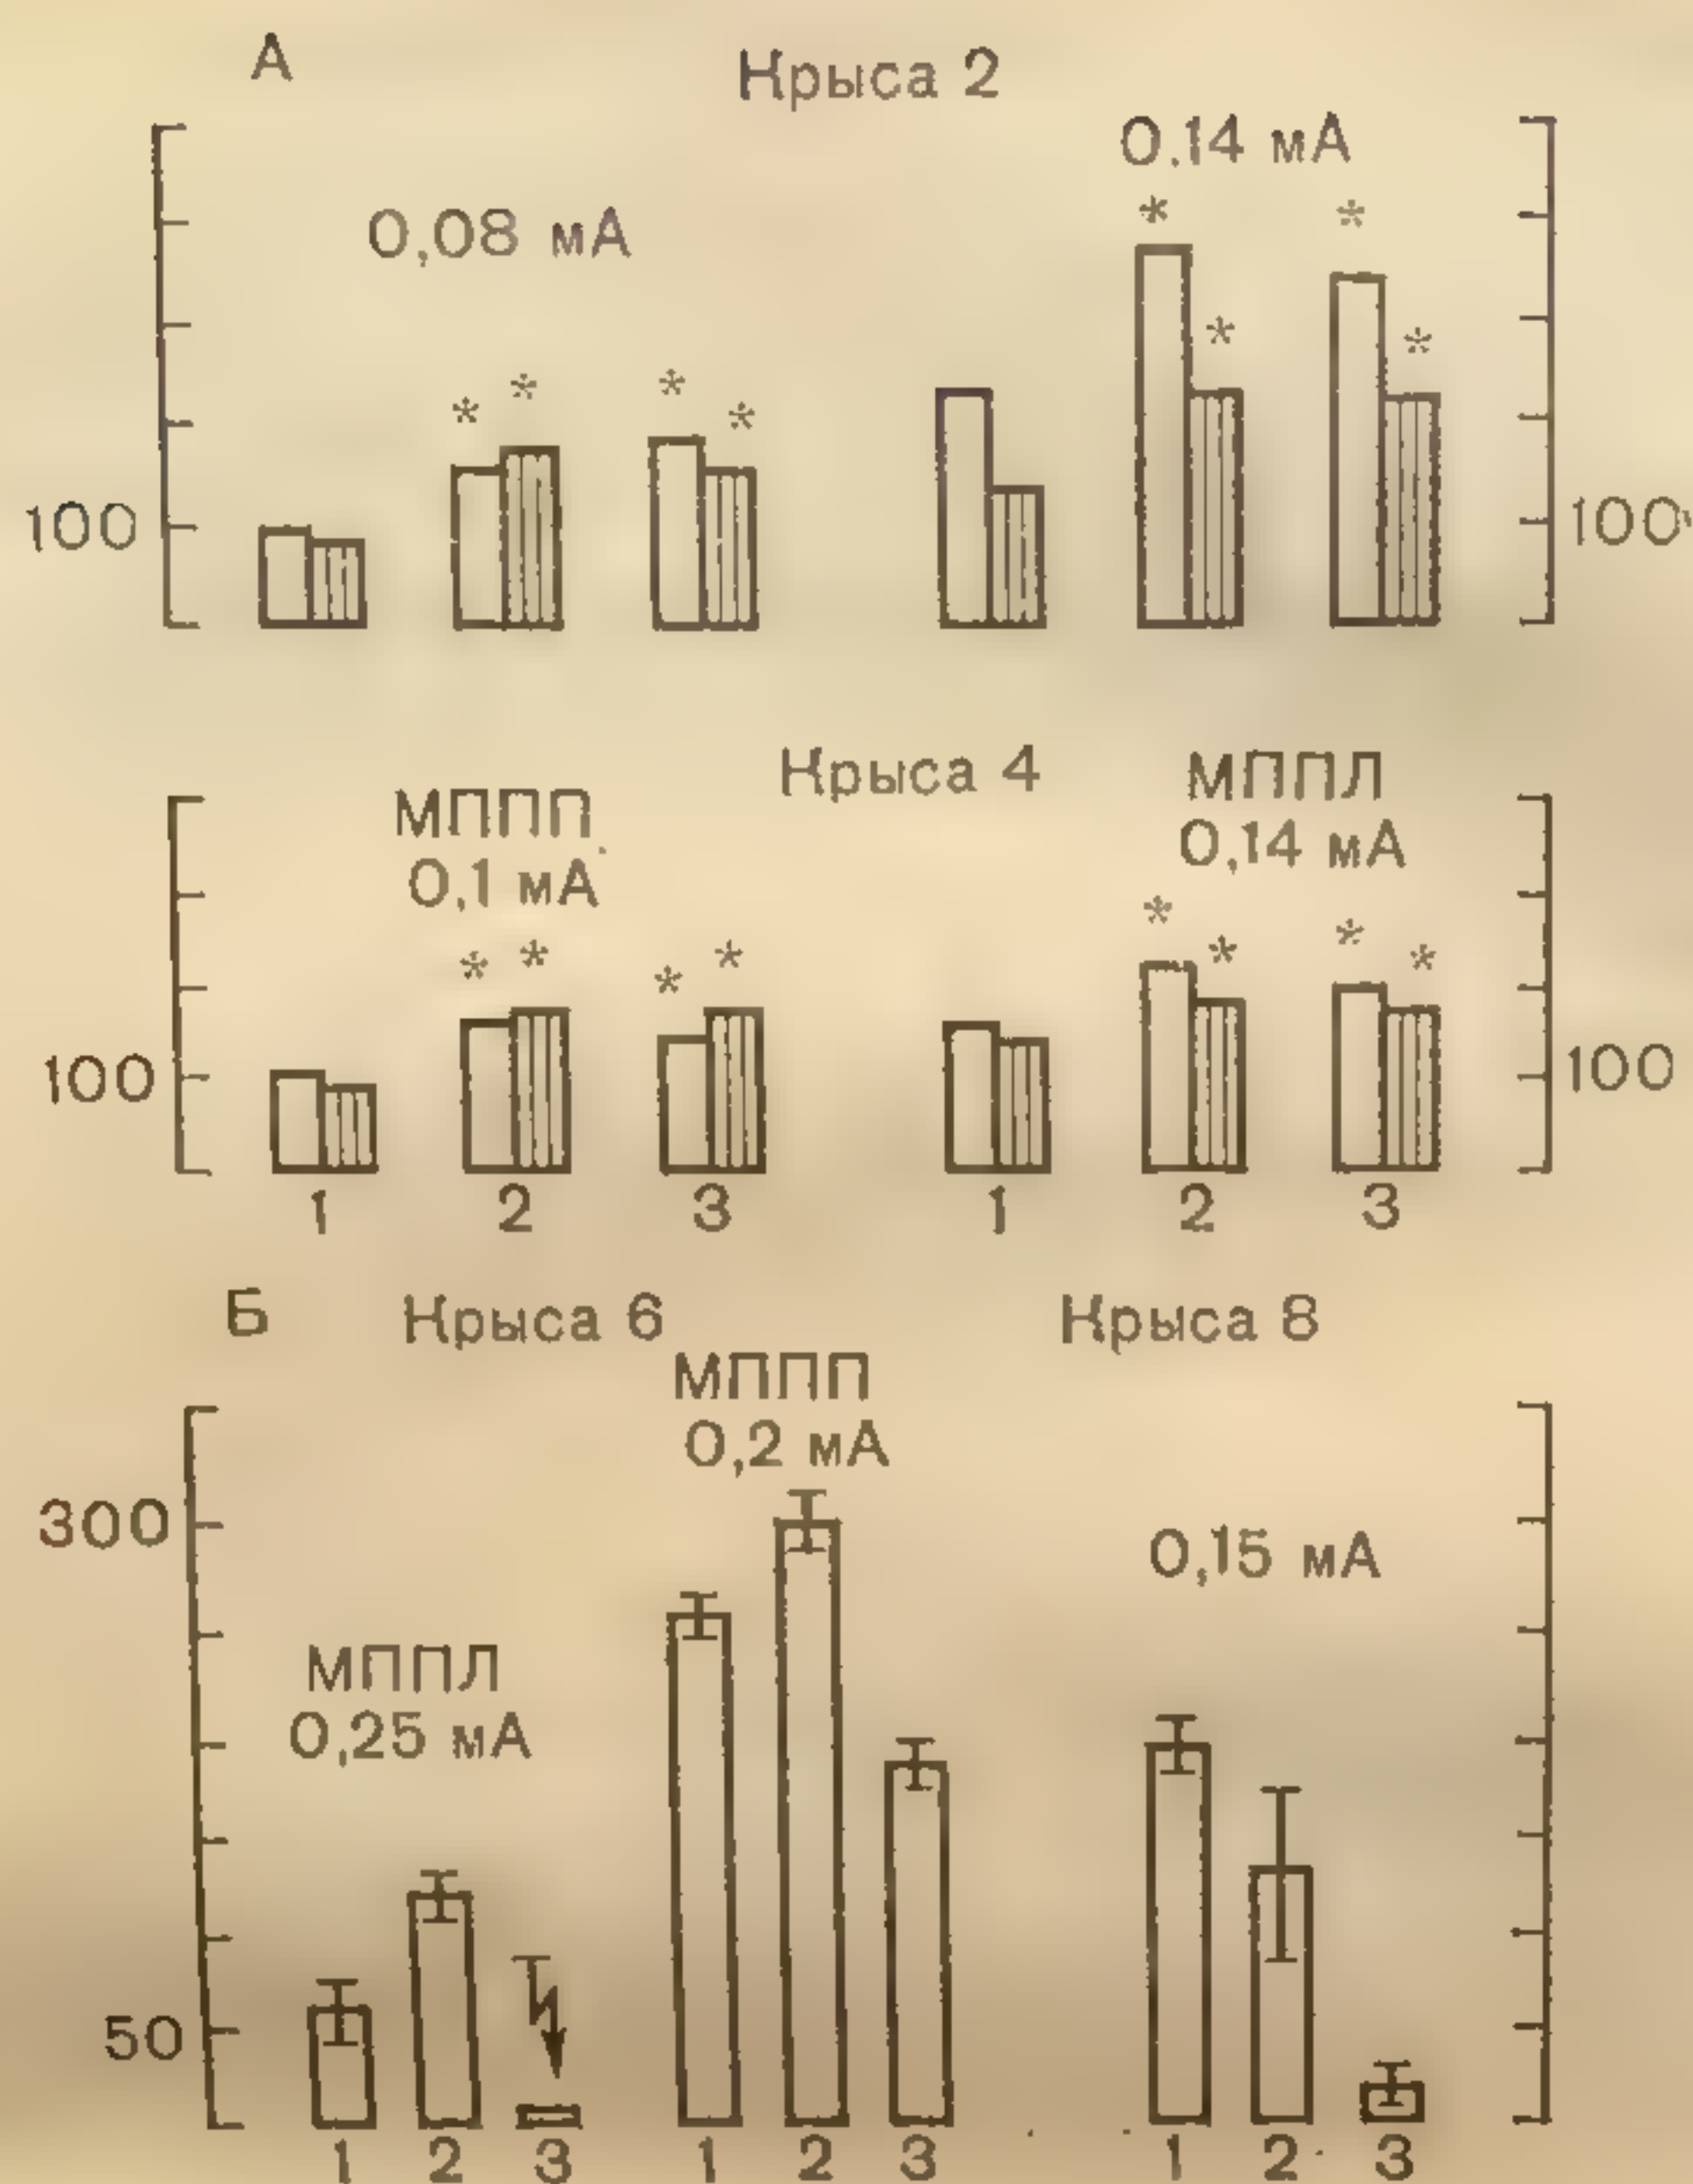 А
Крыса 2
0,08 мА
0,14 мА
* * * *
* * * *
100
100
Крыса 4
МППП
0,1 мА
МППЛ
0,14 мА
* * * *
* * * *
100
100
1 2 3 1 2 3
Б
Крыса 6
Крыса 8
МППП
0,2 мА
300
0,15 мА
МППЛ
0,25 мА
50
1 2 3 1 2 3 1 2 3